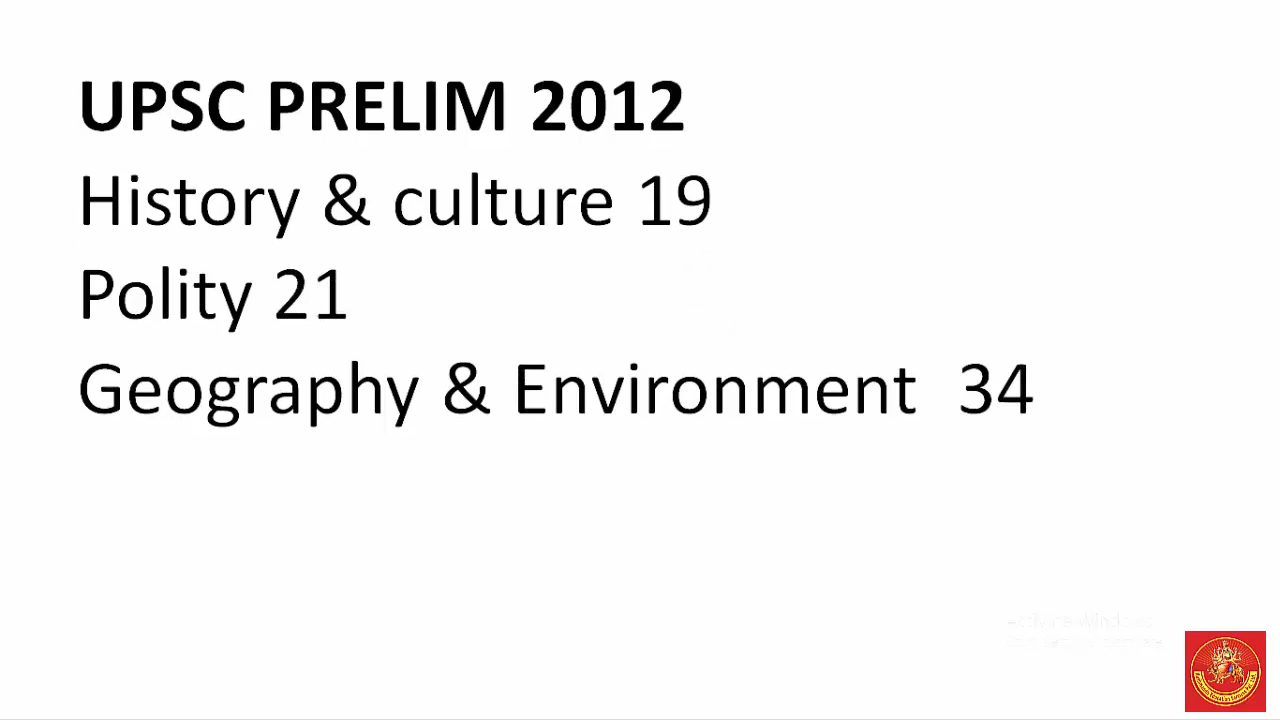 UPSC PRELIM 2012
History & culture 19
Polity 21
Geography & Environment 34